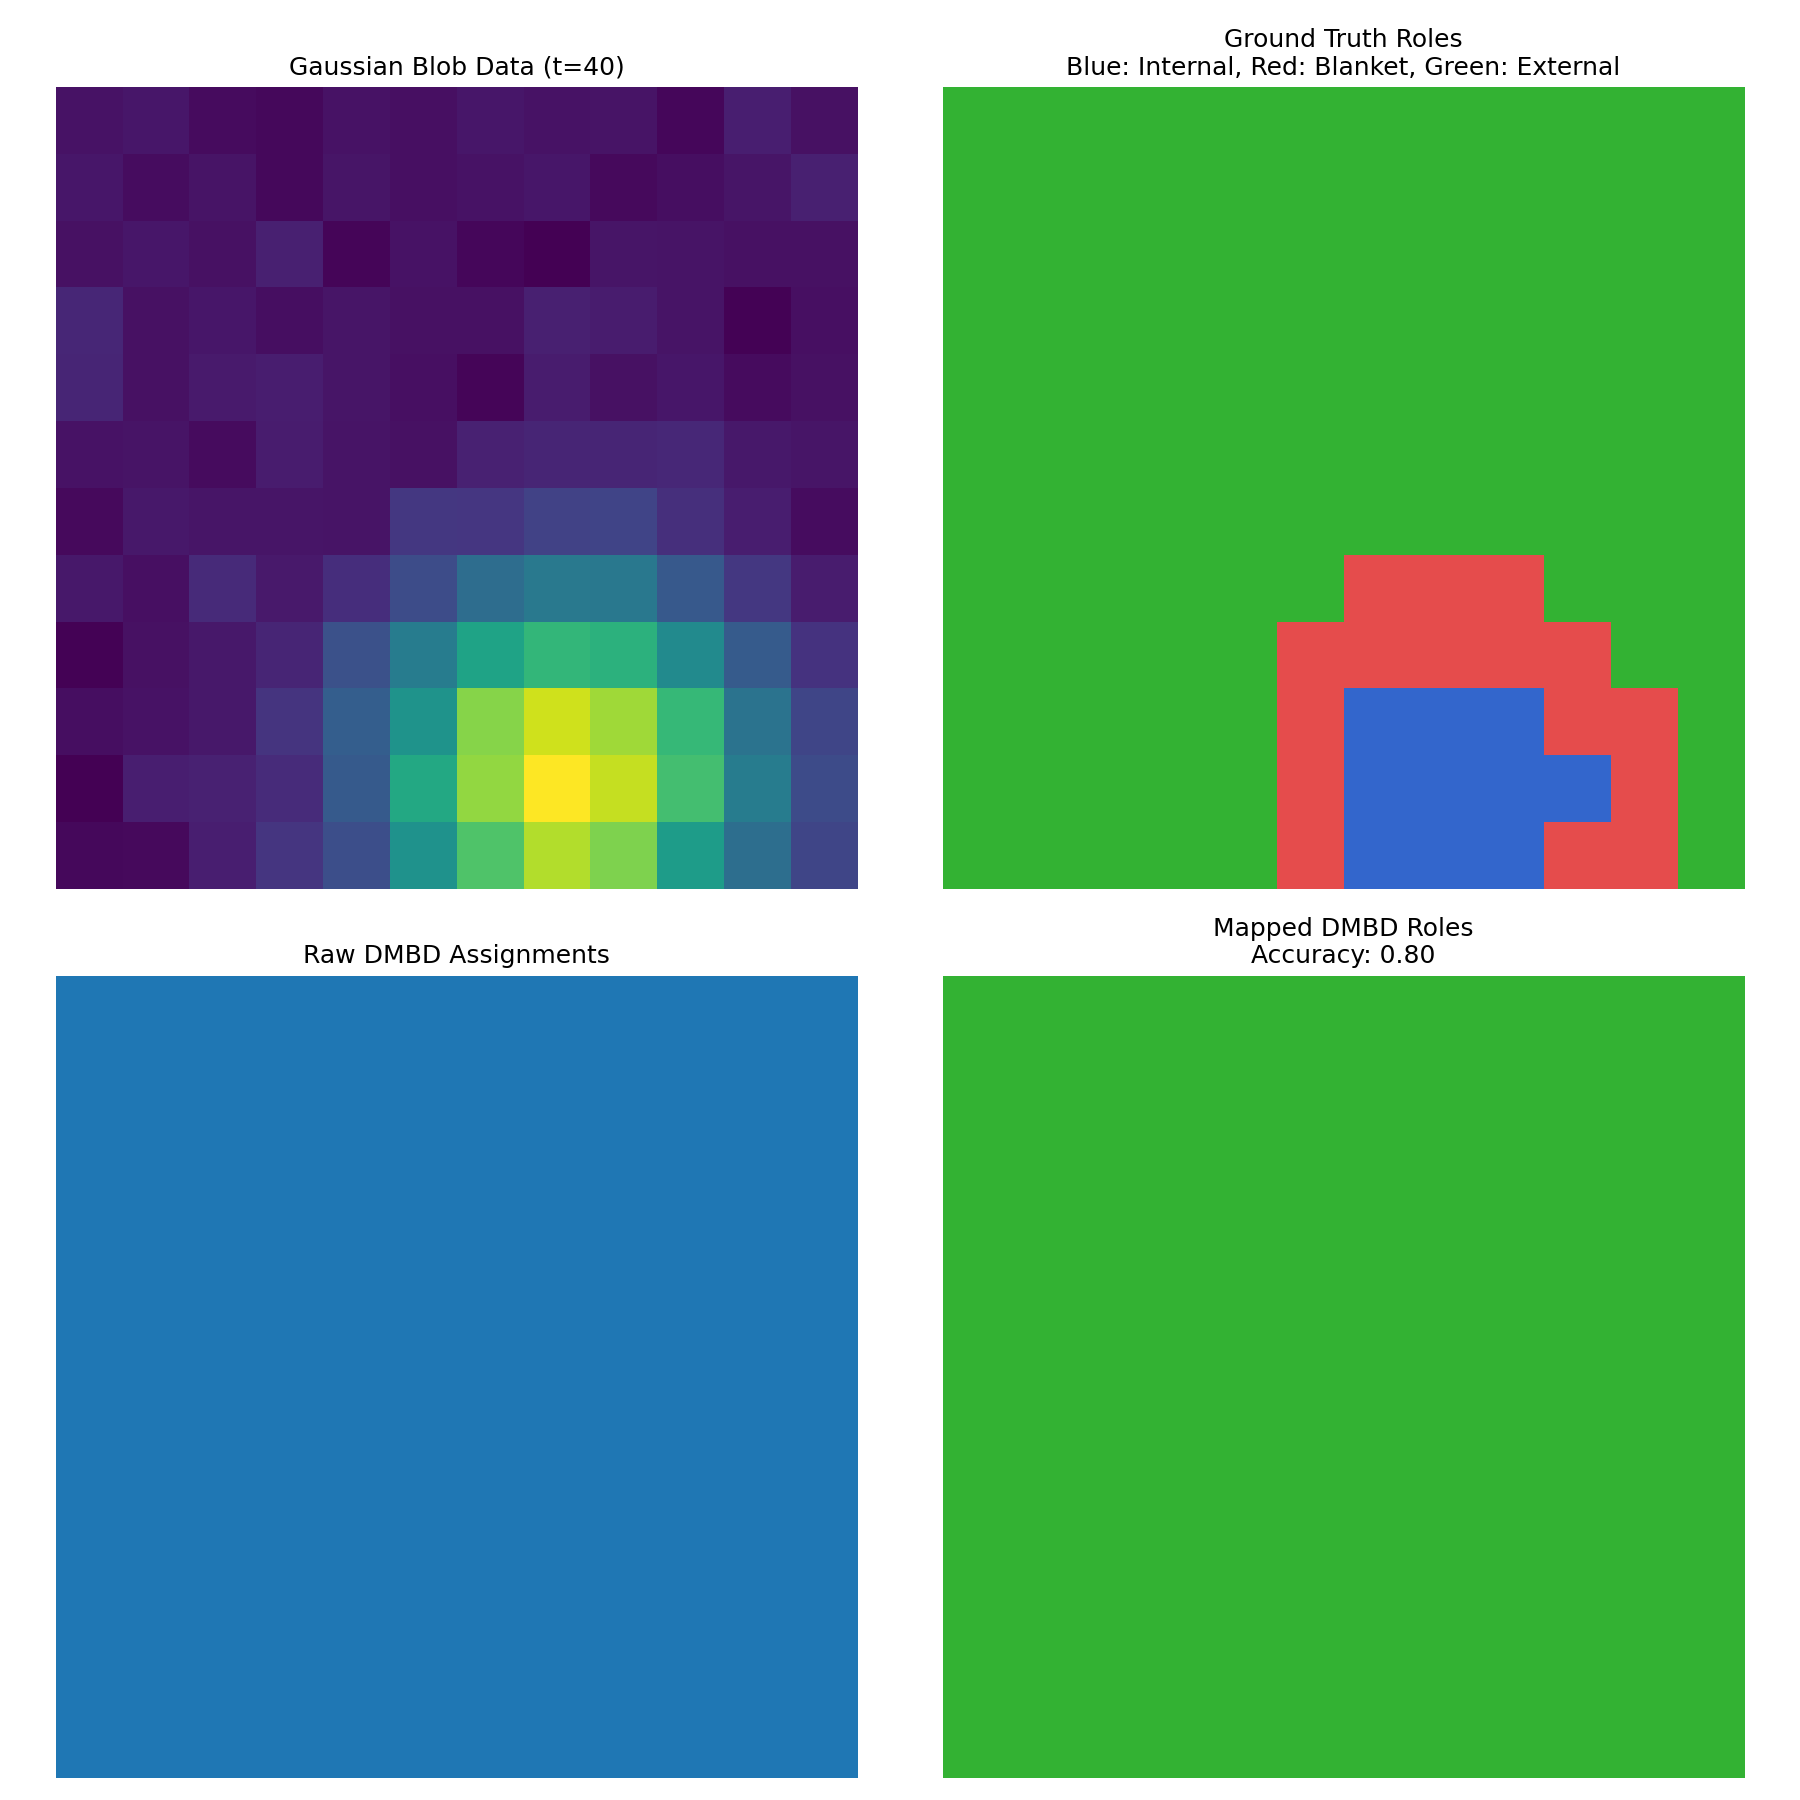 Gaussian Blob Data (t=40)
Ground Truth Roles
Blue: Internal, Red: Blanket, Green: External
Raw DMBD Assignments
Mapped DMBD Roles
Accuracy: 0.80